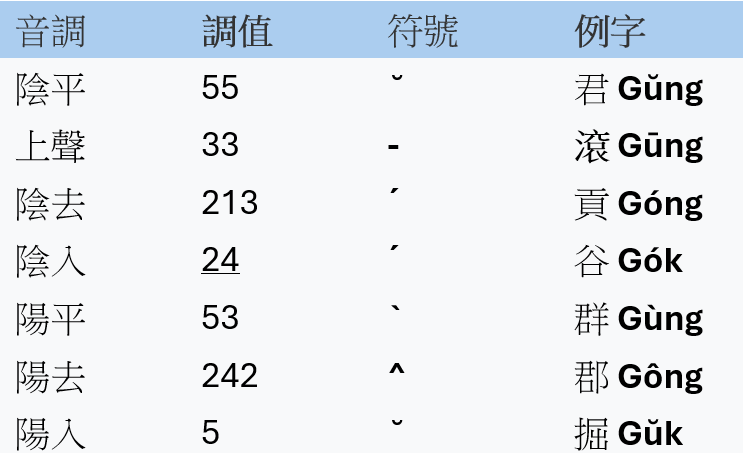 音調 調值 符號 例字
陰平 55 ˘ 君 Gŭng
上聲 33 - 滾 Gūng
陰去 213 ˊ 貢 Góng
陰入 24 ˊ 谷 Gók
陽平 53 ˋ 群 Gùng
陽去 242 ^ 郡 Gông
陽入 5 ˘ 掘 Gŭk